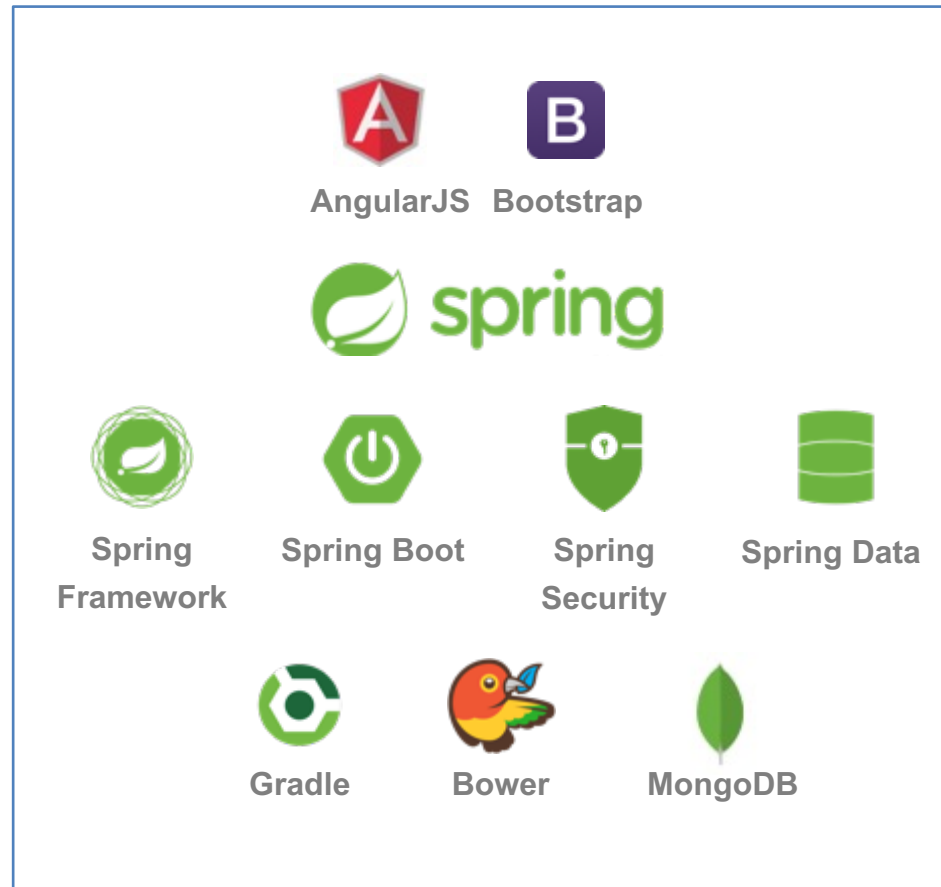 A B
AngularJS Bootstrap
spring
Spring Spring Boot Spring Spring Data
Framework Security
Gradle Bower MongoDB